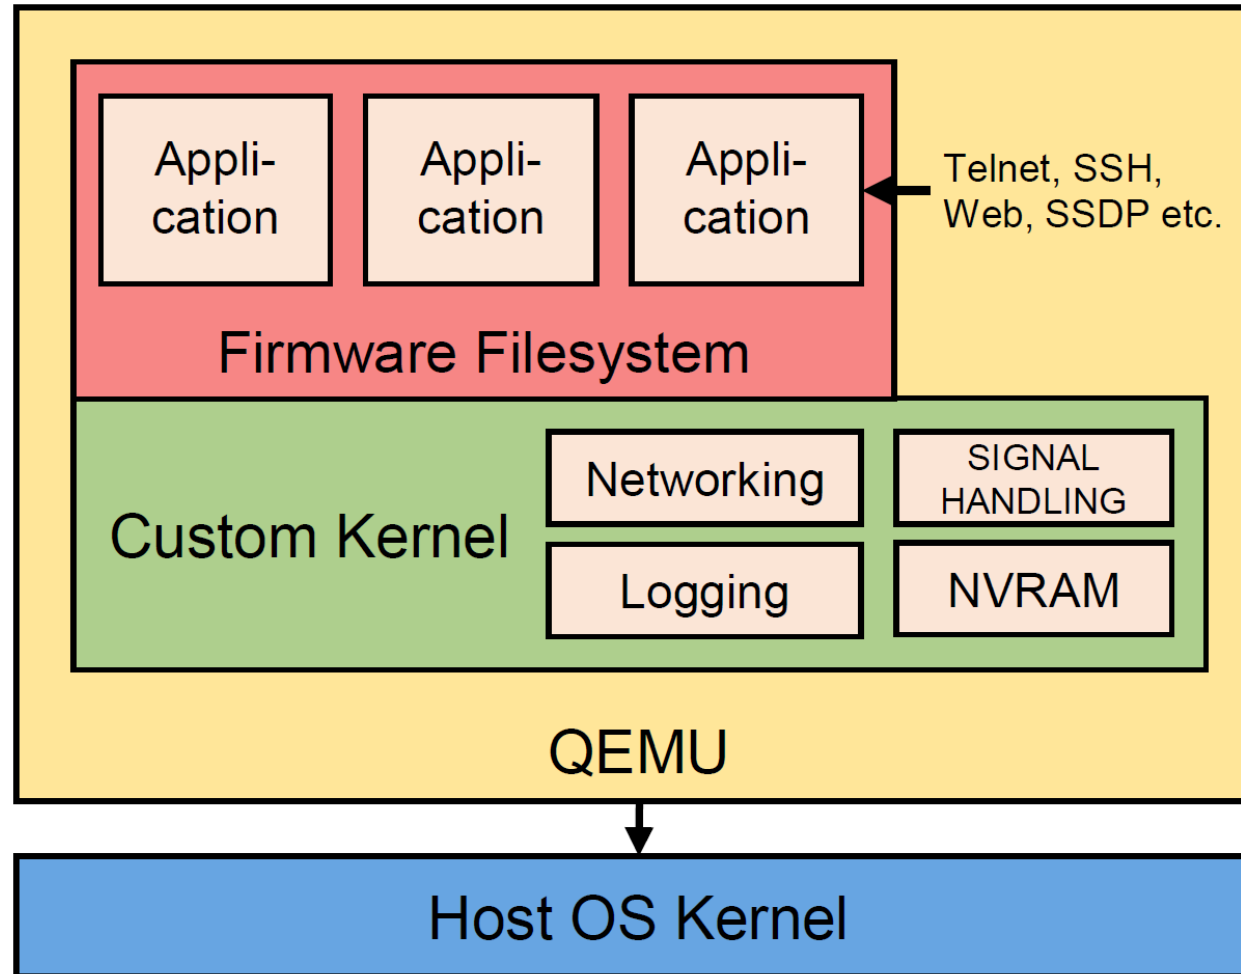 Appli-
cation
Appli-
cation
Appli-
cation
Telnet, SSH,
Web, SSDP etc.
Firmware Filesystem
Custom Kernel
Networking
SIGNAL
HANDLING
Logging
NVRAM
QEMU
Host OS Kernel